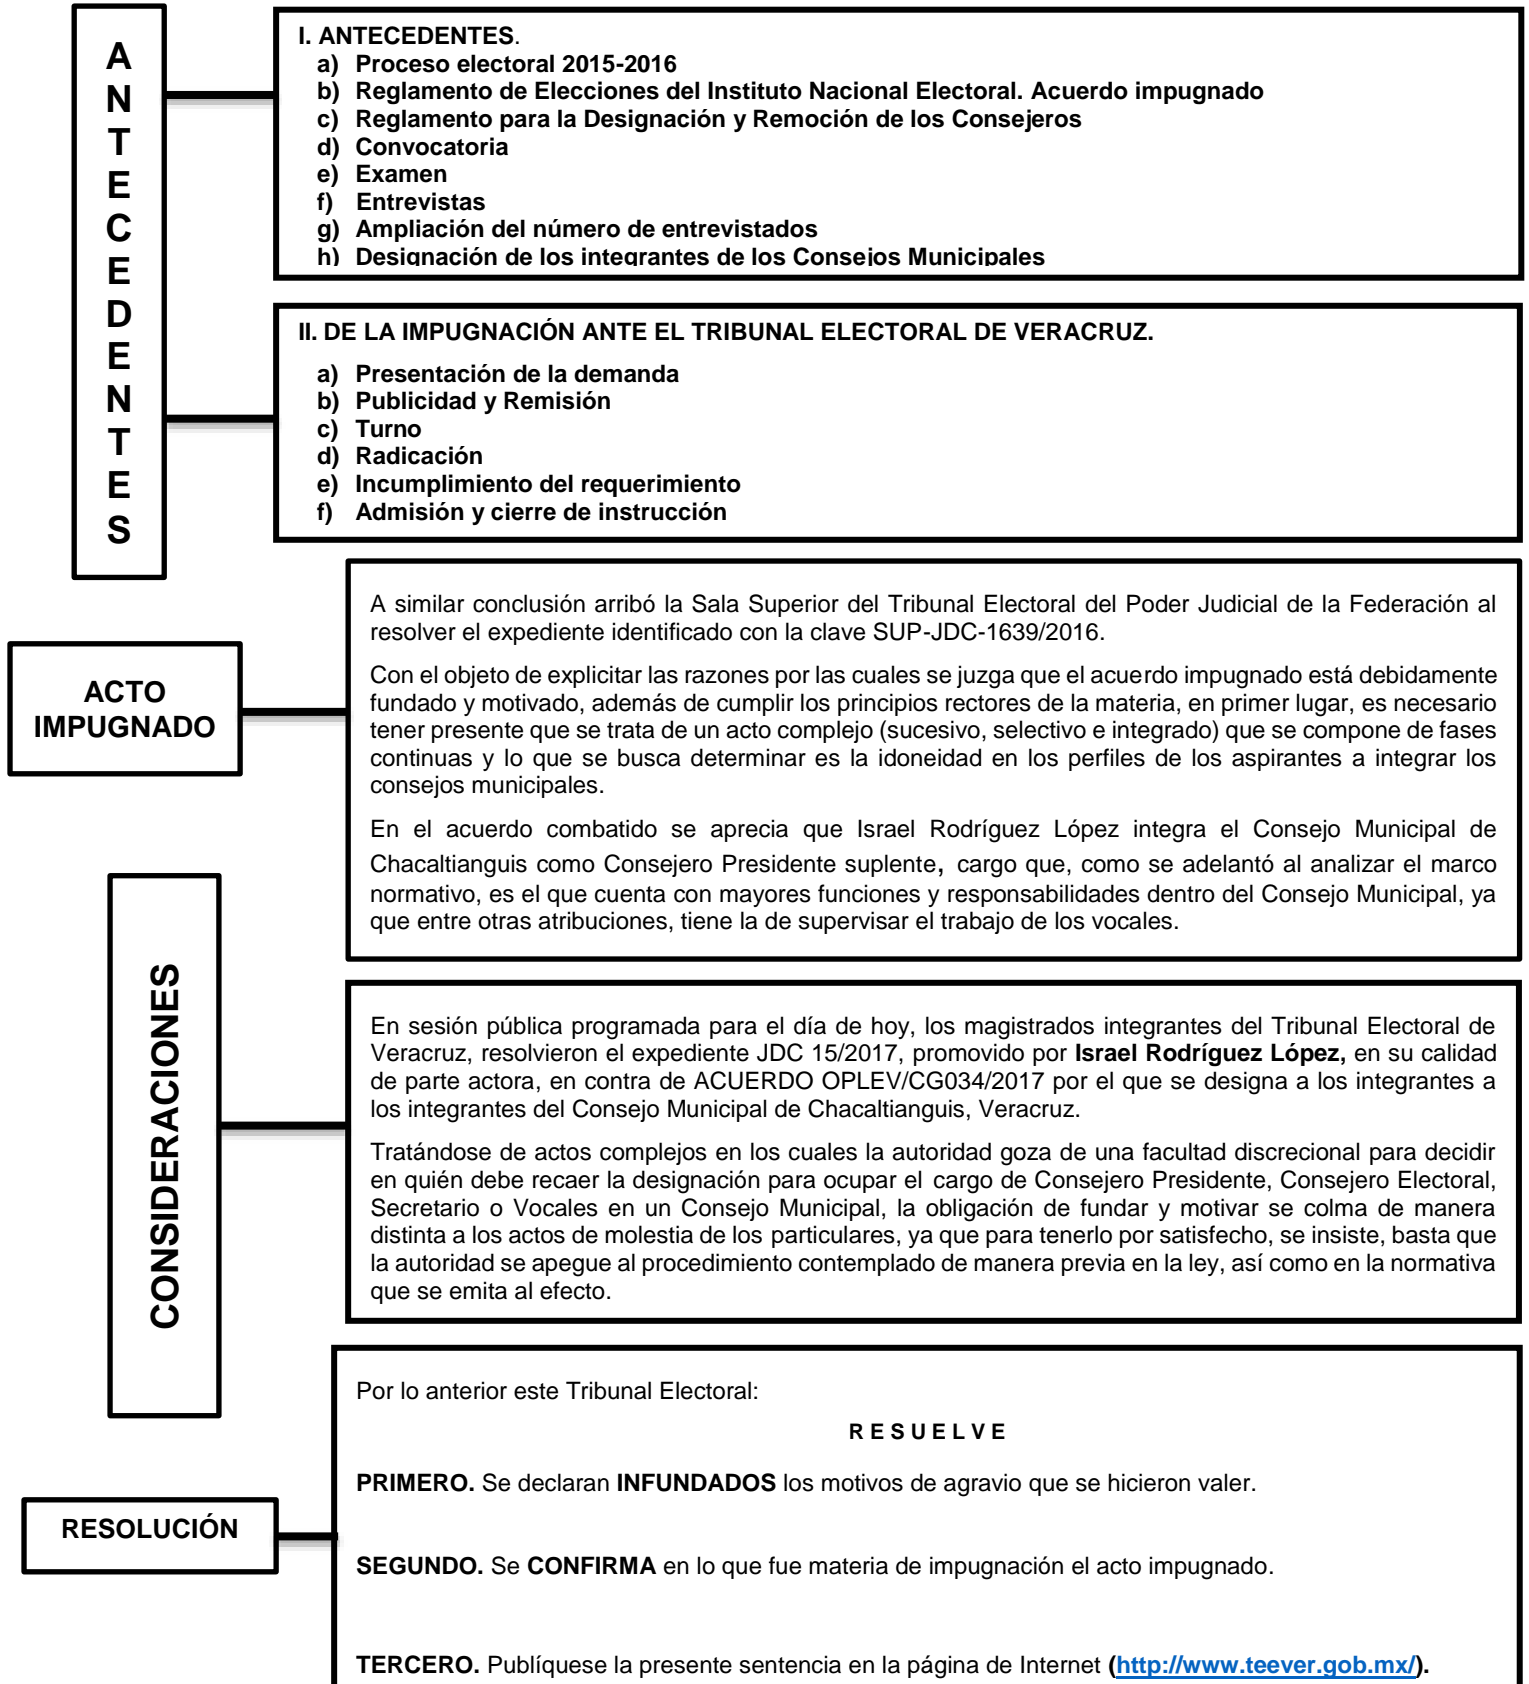 ANTECEDENTES
I. ANTECEDENTES.
a) Proceso electoral 2015-2016
b) Reglamento de Elecciones del Instituto Nacional Electoral. Acuerdo impugnado
c) Reglamento para la Designación y Remoción de los Consejeros
d) Convocatoria
e) Examen
f) Entrevistas
g) Ampliación del número de entrevistados
h) Designación de los integrantes de los Consejos Municipales
II. DE LA IMPUGNACIÓN ANTE EL TRIBUNAL ELECTORAL DE VERACRUZ.
a) Presentación de la demanda
b) Publicidad y Remisión
c) Turno
d) Radicación
e) Incumplimiento del requerimiento
f) Admisión y cierre de instrucción
ACTO
IMPUGNADO
A similar conclusión arribó la Sala Superior del Tribunal Electoral del Poder Judicial de la Federación al
resolver el expediente identificado con la clave SUP-JDC-1639/2016.
Con el objeto de explicitar las razones por las cuales se juzga que el acuerdo impugnado está debidamente
fundado y motivado, además de cumplir los principios rectores de la materia, en primer lugar, es necesario
tener presente que se trata de un acto complejo (sucesivo, selectivo e integrado) que se compone de fases
continuas y lo que se busca determinar es la idoneidad en los perfiles de los aspirantes a integrar los
consejos municipales.
En el acuerdo combatido se aprecia que Israel Rodríguez López integra el Consejo Municipal de
Chacaltianguis como Consejero Presidente suplente, cargo que, como se adelantó al analizar el marco
normativo, es el que cuenta con mayores funciones y responsabilidades dentro del Consejo Municipal, ya
que entre otras atribuciones, tiene la de supervisar el trabajo de los vocales.
CONSIDERACIONES
En sesión pública programada para el día de hoy, los magistrados integrantes del Tribunal Electoral de
Veracruz, resolvieron el expediente JDC 15/2017, promovido por Israel Rodríguez López, en su calidad
de parte actora, en contra de ACUERDO OPLEV/CG034/2017 por el que se designa a los integrantes a
los integrantes del Consejo Municipal de Chacaltianguis, Veracruz.
Tratándose de actos complejos en los cuales la autoridad goza de una facultad discrecional para decidir
en quién debe recaer la designación para ocupar el cargo de Consejero Presidente, Consejero Electoral,
Secretario o Vocales en un Consejo Municipal, la obligación de fundar y motivar se colma de manera
distinta a los actos de molestia de los particulares, ya que para tenerlo por satisfecho, se insiste, basta que
la autoridad se apegue al procedimiento contemplado de manera previa en la ley, así como en la normativa
que se emita al efecto.
RESOLUCIÓN
Por lo anterior este Tribunal Electoral:
R E S U E L V E
PRIMERO. Se declaran INFUNDADOS los motivos de agravio que se hicieron valer.
SEGUNDO. Se CONFIRMA en lo que fue materia de impugnación el acto impugnado.
TERCERO. Publíquese la presente sentencia en la página de Internet (http://www.teever.gob.mx/).